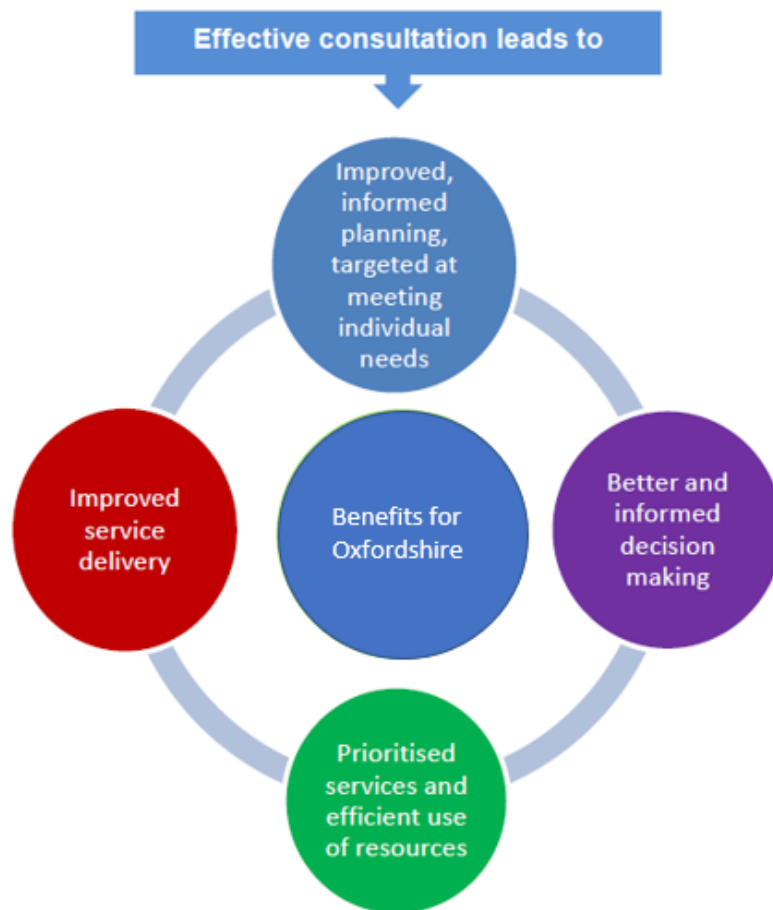 Effective consultation leads to
Improved,
informed
planning,
targeted at
meeting
individual
needs
Improved
service
delivery
Benefits for
Oxfordshire
Better and
informed
decision
making
Prioritised
services and
efficient use
of resources